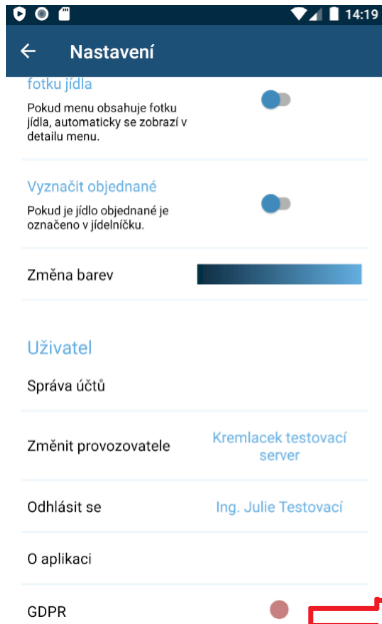 14:19
Nastavení
fotku jídla
Pokud menu obsahuje fotku
jídla, automaticky se zobrazí v
detailu menu.
Vyznačit objednané
Pokud je jídlo objednané je
označeno v jídelníčku.
Změna barev
Uživatel
Správa účtů
Změnit provozovatele
Kremlacek testovací
server
Odhlásit se
Ing. Julie Testovací
O aplikaci
GDPR